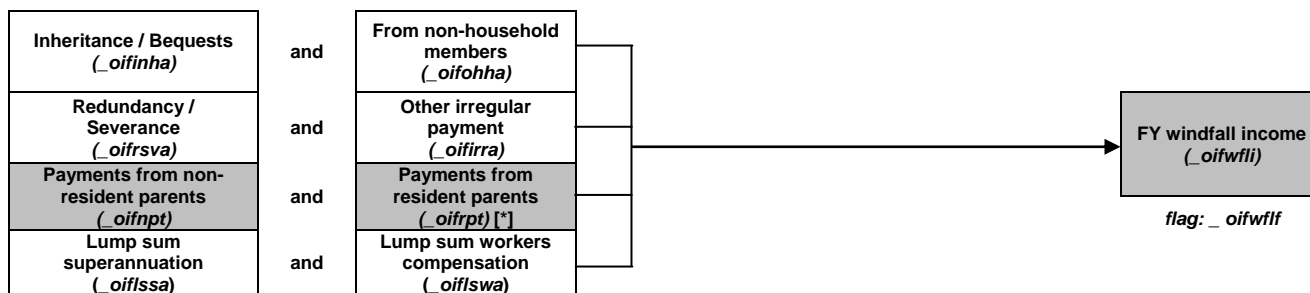 Inheritance / Bequests
(_oifinha)
and
From non-household
members
(_oifohha)
Redundancy /
Severance
(_oifrsva)
and
Other irregular
payment
(_oifirra)
Payments from non-
resident parents
(_oifnpt)
and
Payments from
resident parents
(_oifrpt) [*]
Lump sum
superannuation
(_oiflssa)
and
Lump sum workers
compensation
(_oiflswa)
FY windfall income
(_oifwfli)
flag: _ oifwflf